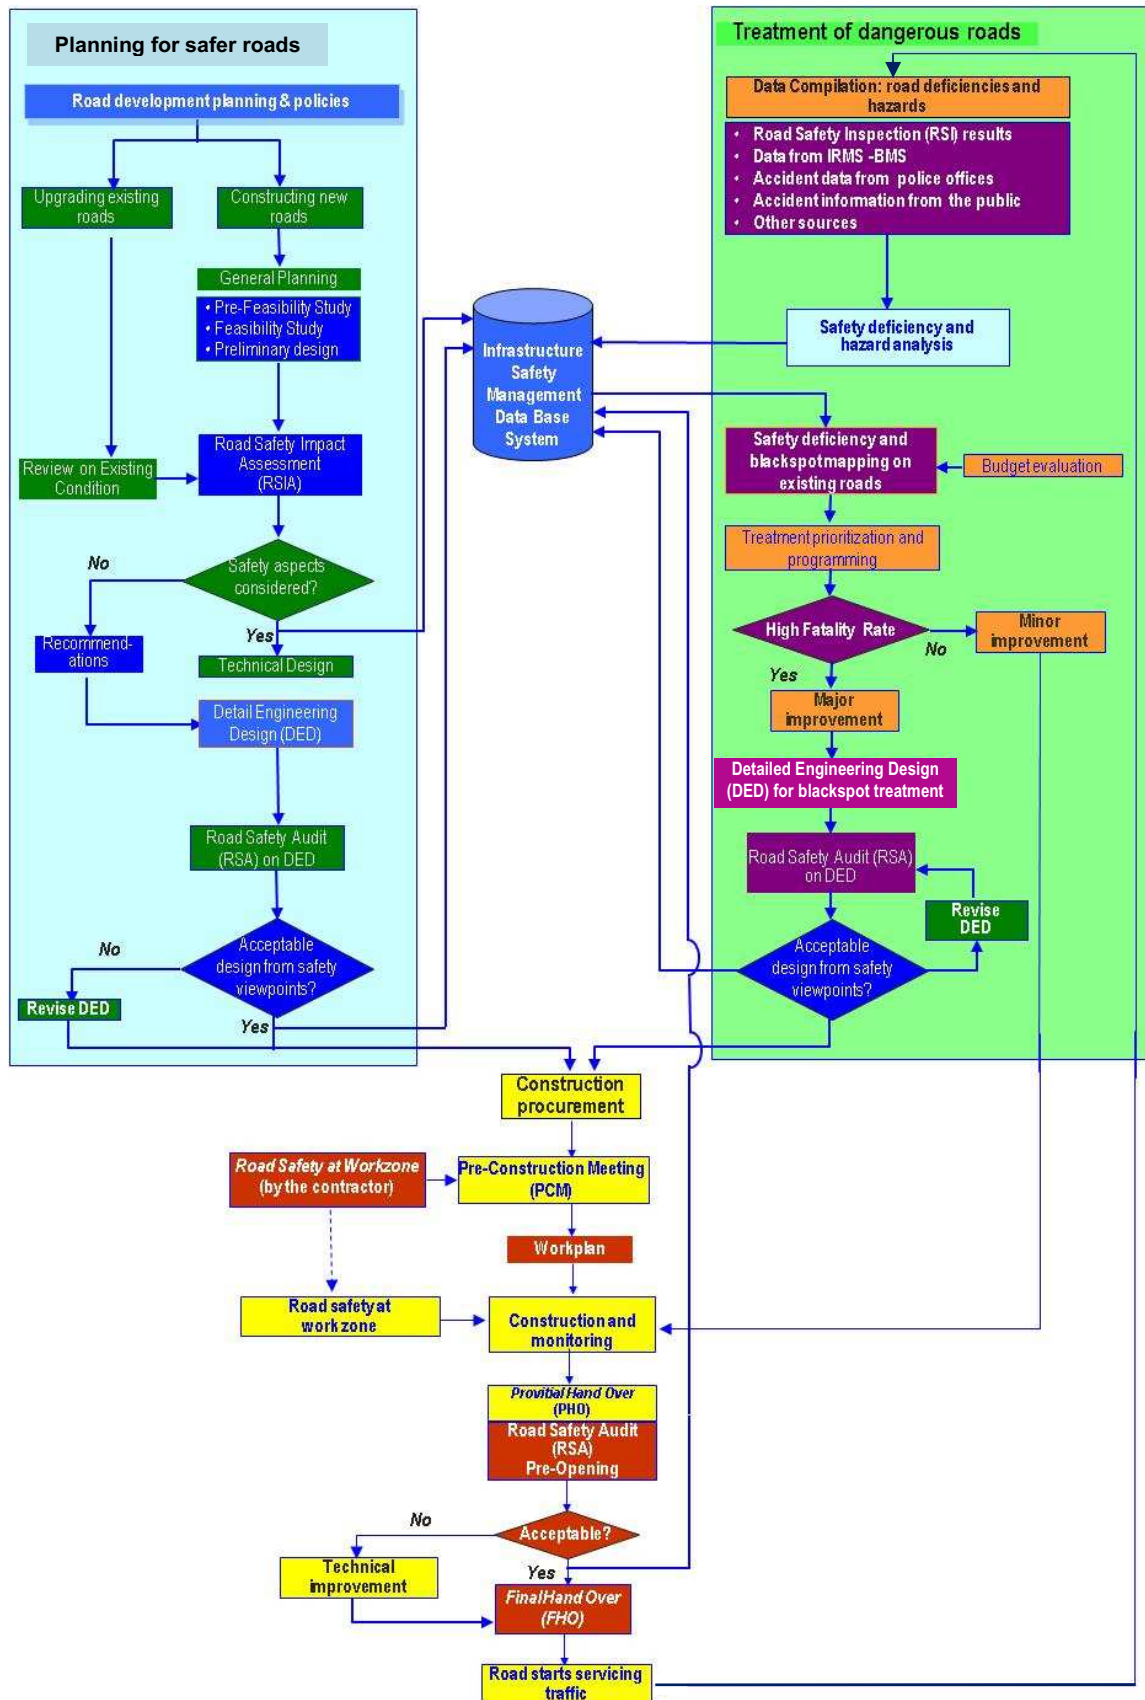 Planning for safer roads
Road development planning & policies
Upgrading existing
roads
Constructing new
roads
General Planning
• Pre-Feasibility Study
• Feasibility Study
• Preliminary design
Road Safety Impact
Assessment
(RSIA)
Review on Existing
Condition
Safety aspects
considered?
No
Yes
Recommend-
ations
Technical Design
Detail Engineering
Design (DED)
Road Safety Audit
(RSA) on DED
Acceptable
design from safety
viewpoints?
No
Revise DED
Yes
Infrastructure
Safety
Management
Data Base
System
Treatment of dangerous roads
Data Compilation: road deficiencies and
hazards
• Road Safety Inspection (RSI) results
• Data from IRMS -BMS
• Accident data from police offices
• Accident information from the public
• Other sources
Safety deficiency and
hazard analysis
Safety deficiency and
blackspot mapping on
existing roads
Budget evaluation
Treatment prioritization and
programming
High Fatality Rate
No
Minor
improvement
Yes
Major
improvement
Detailed Engineering Design
(DED) for blackspot treatment
Road Safety Audit (RSA)
on DED
Revise
DED
Acceptable
design from safety
viewpoints?
Construction
procurement
Road Safety at Workzone
(by the contractor)
Pre-Construction Meeting
(PCM)
Workplan
Road safety at
work zone
Construction and
monitoring
Provitial Hand Over
(PHO)
Road Safety Audit
(RSA)
Pre-Opening
Acceptable?
No
Yes
Technical
improvement
Final Hand Over
(FHO)
Road starts servicing
traffic